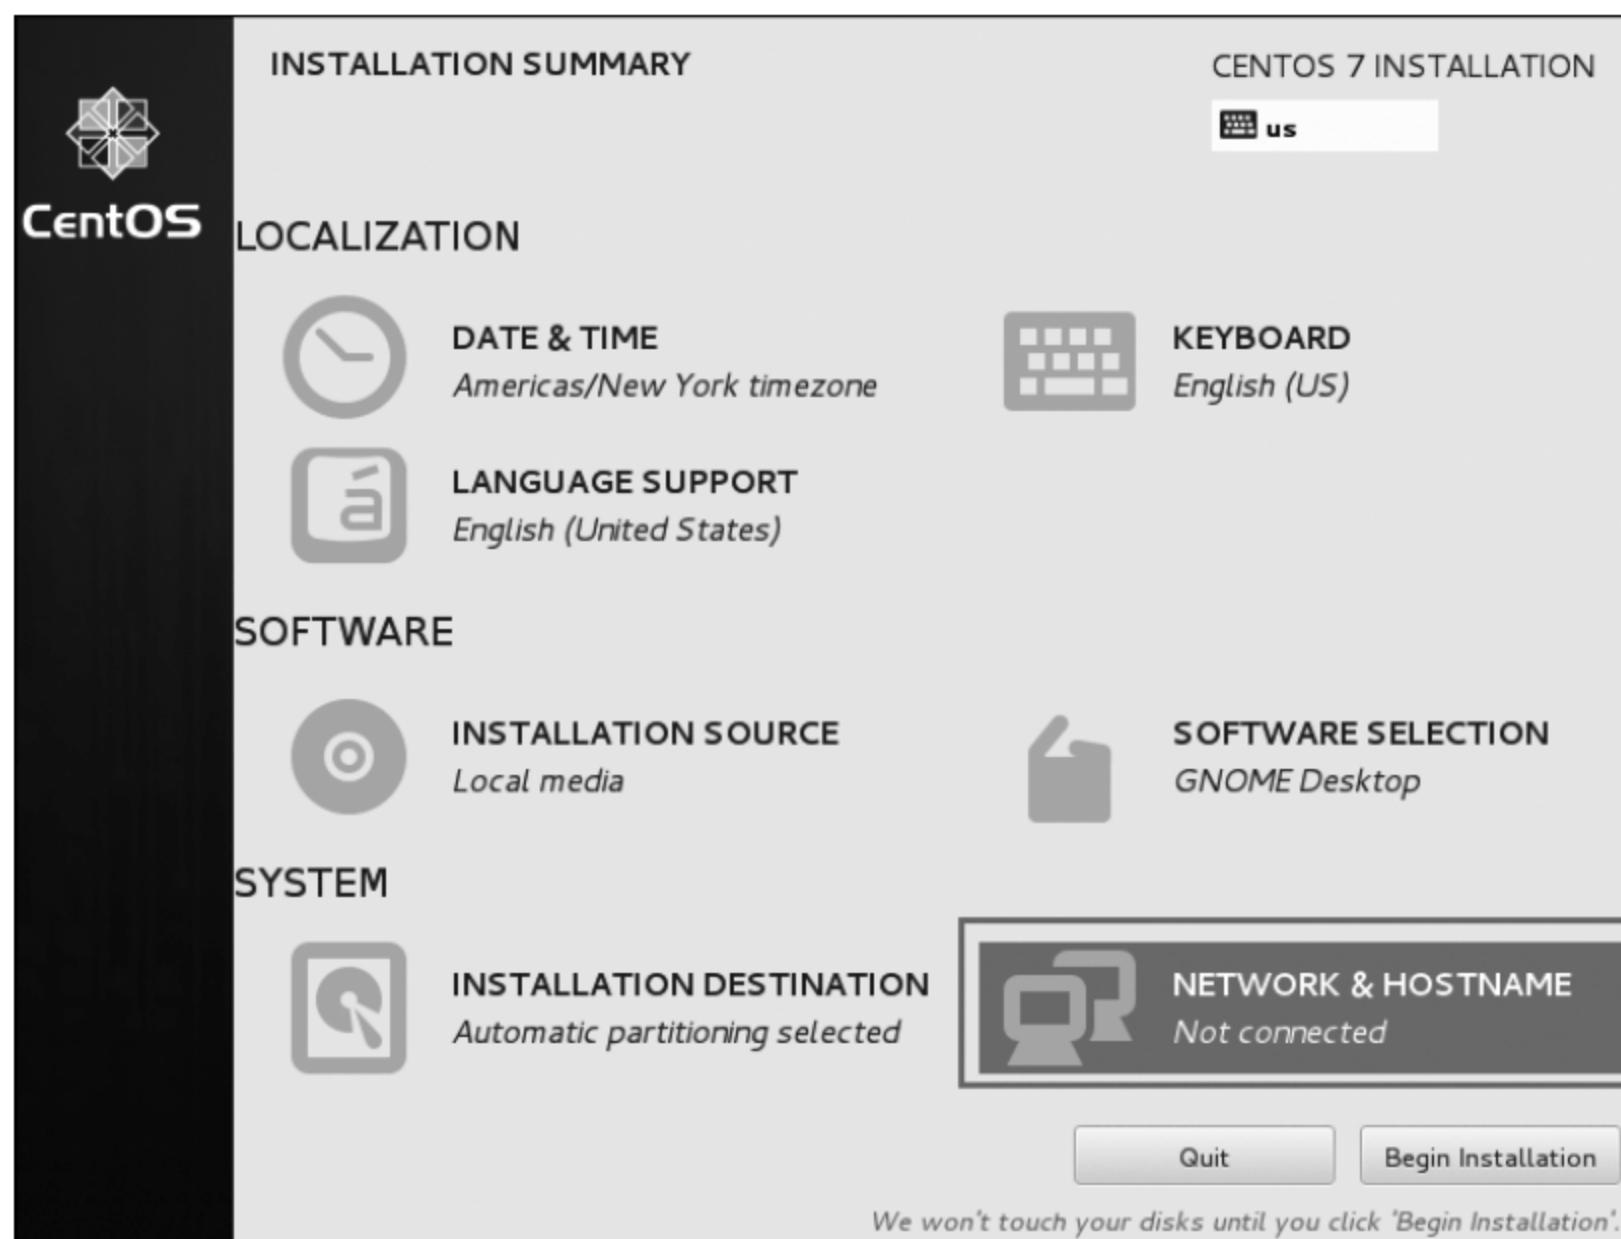 INSTALLATION SUMMARY
CENTOS 7 INSTALLATION
us
CentOS
LOCALIZATION
DATE & TIME
Americas/New York timezone
KEYBOARD
English (US)
á
LANGUAGE SUPPORT
English (United States)
SOFTWARE
INSTALLATION SOURCE
Local media
SOFTWARE SELECTION
GNOME Desktop
SYSTEM
INSTALLATION DESTINATION
Automatic partitioning selected
NETWORK & HOSTNAME
Not connected
Quit
Begin Installation
We won't touch your disks until you click 'Begin Installation'.